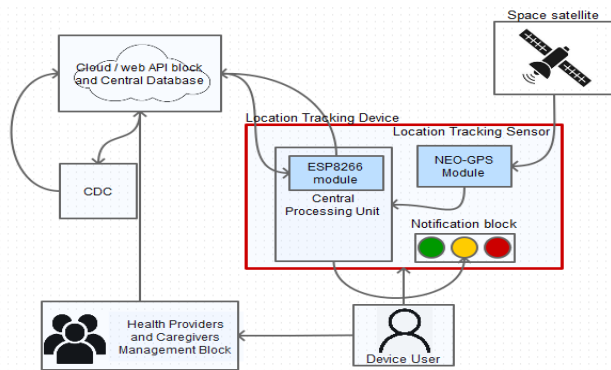 Space satellite
Cloud / web API block
and Central Database
Location Tracking Device
Location Tracking Sensor
ESP8266
module
NEO-GPS
Module
Central
Processing Unit
CDC
Notification block
Health Providers
and Caregivers
Management Block
Device User